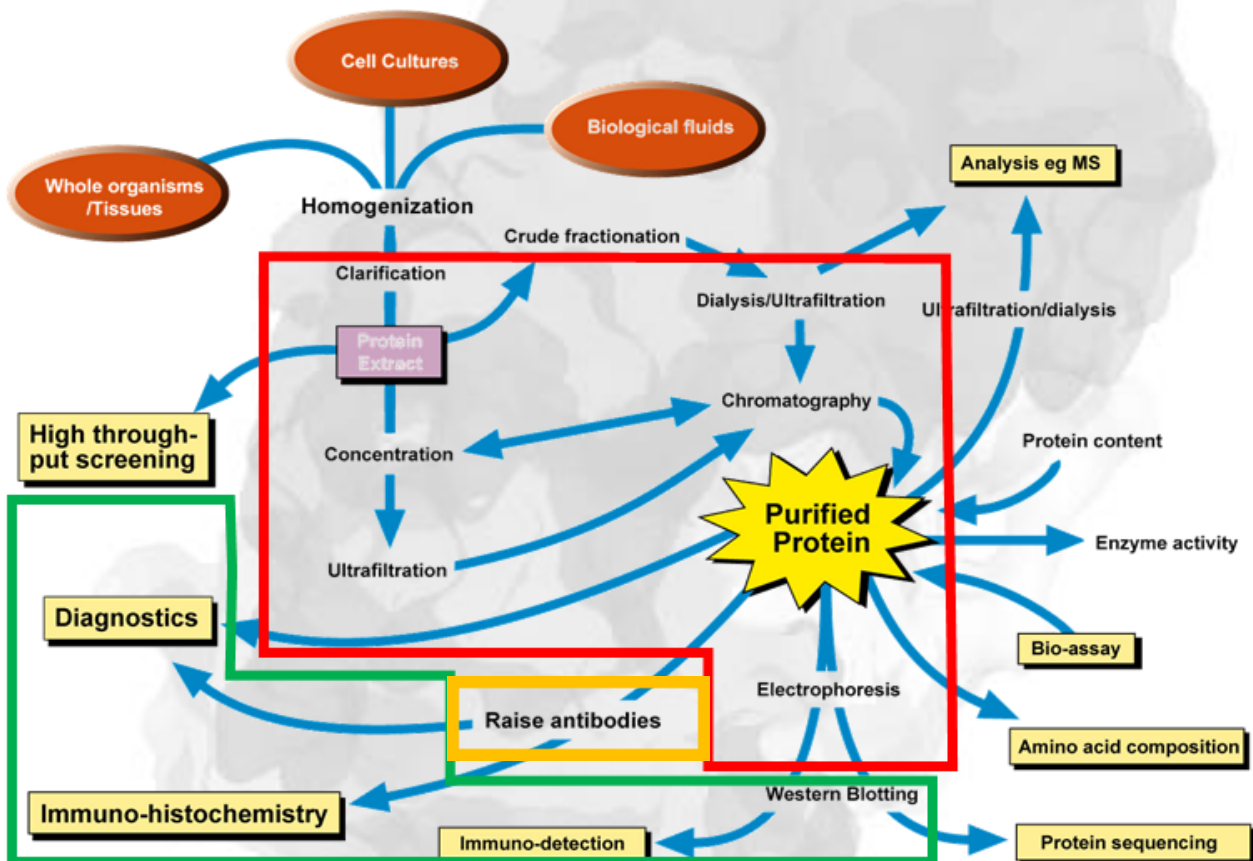 Cell Cultures
Biological fluids
Whole organisms
/Tissues
Analysis eg MS
Homogenization
Crude fractionation
Clarification
Dialysis/Ultrafiltration
Ultrafiltration/dialysis
Protein
Extract
Chromatography
High through-
put screening
Concentration
Protein content
Purified
Protein
Enzyme activity
Ultrafiltration
Diagnostics
Bio-assay
Electrophoresis
Raise antibodies
Amino acid composition
Western Blotting
Immuno-histochemistry
Immuno-detection
Protein sequencing